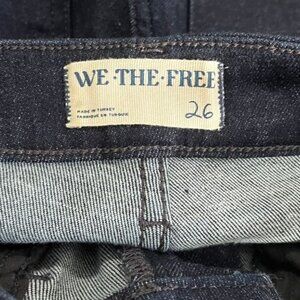 WE·THE·FREE
MADE IN TURKEY
FABRIQUÉ EN TURQUIE
26